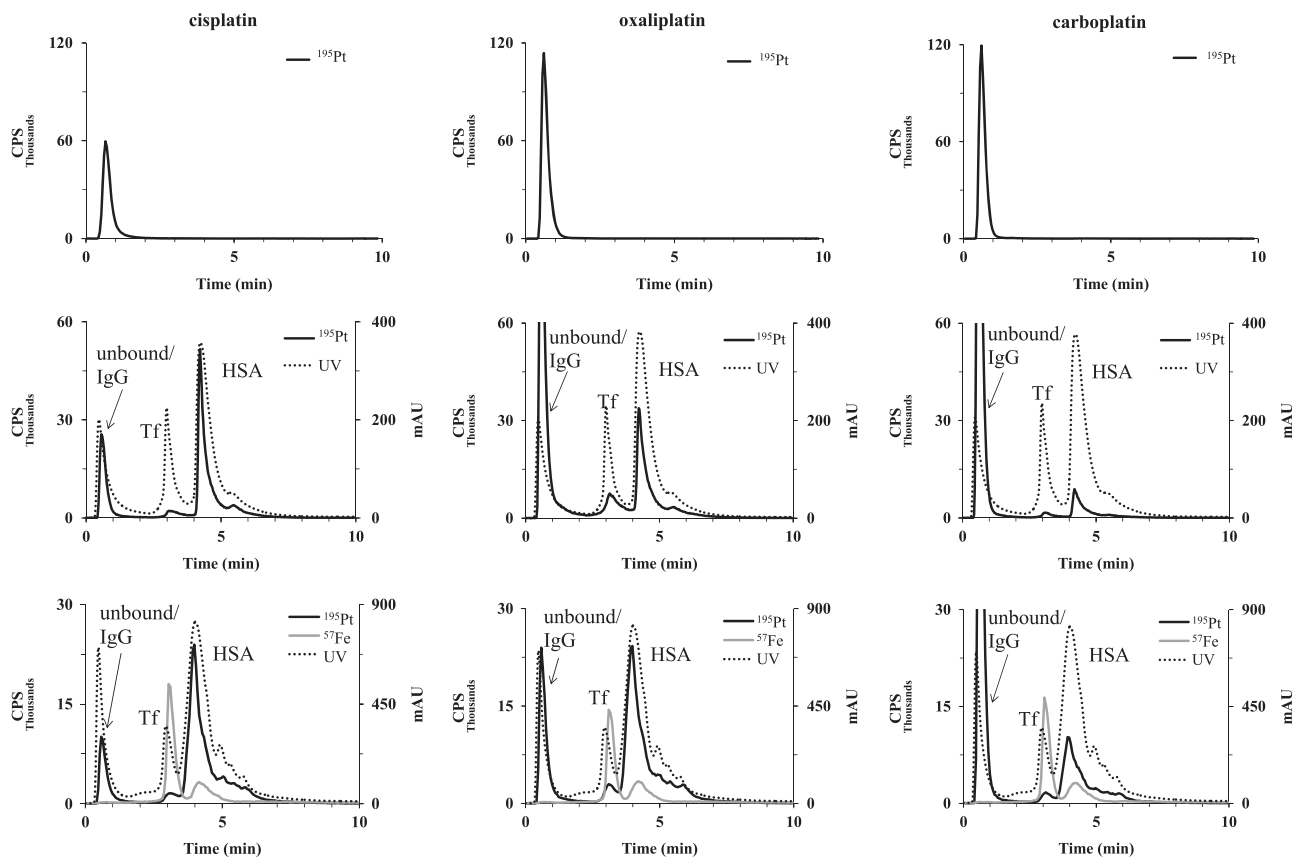 cisplatin
oxaliplatin
carboplatin
120
60
0
CPS
Thousands
¹⁹⁵Pt
0
5
10
Time (min)
120
60
0
CPS
Thousands
¹⁹⁵Pt
0
5
10
Time (min)
120
60
0
CPS
Thousands
¹⁹⁵Pt
0
5
10
Time (min)
60
30
0
CPS
Thousands
unbound/
IgG
Tf
HSA
¹⁹⁵Pt
UV
400
200
0
mAU
0
5
10
Time (min)
60
30
0
CPS
Thousands
unbound/
IgG
Tf
HSA
¹⁹⁵Pt
UV
400
200
0
mAU
0
5
10
Time (min)
60
30
0
CPS
Thousands
unbound/
IgG
Tf
HSA
¹⁹⁵Pt
UV
400
200
0
mAU
0
5
10
Time (min)
30
15
0
CPS
Thousands
unbound/
IgG
Tf
HSA
¹⁹⁵Pt
⁵⁷Fe
UV
900
450
0
mAU
0
5
10
Time (min)
30
15
0
CPS
Thousands
unbound/
IgG
Tf
HSA
¹⁹⁵Pt
⁵⁷Fe
UV
900
450
0
mAU
0
5
10
Time (min)
30
15
0
CPS
Thousands
unbound/
IgG
Tf
HSA
¹⁹⁵Pt
⁵⁷Fe
UV
900
450
0
mAU
0
5
10
Time (min)